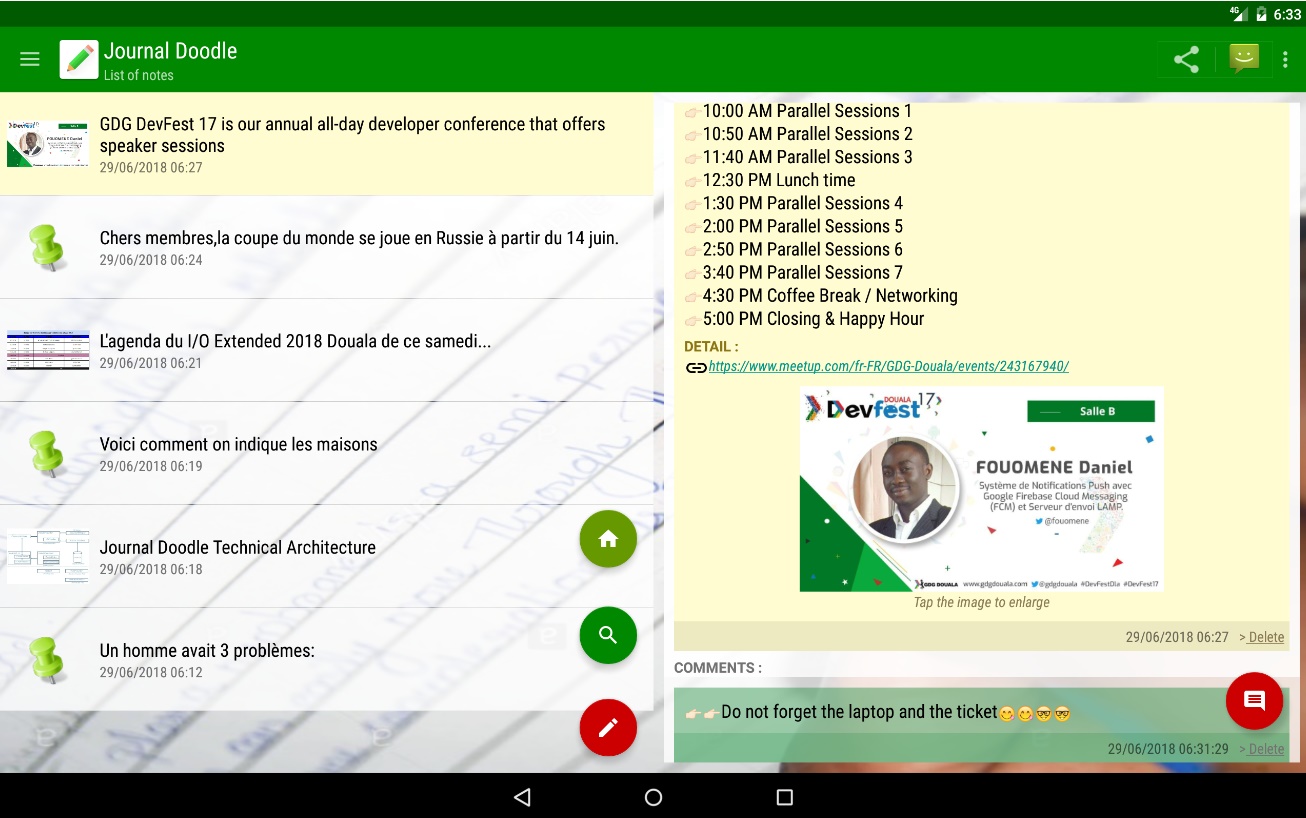 4G 6:33
Journal Doodle
List of notes
GDG DevFest 17 is our annual all-day developer conference that offers
speaker sessions
29/06/2018 06:27
Chers membres,la coupe du monde se joue en Russie à partir du 14 juin.
29/06/2018 06:24
L'agenda du I/O Extended 2018 Douala de ce samedi...
29/06/2018 06:21
Voici comment on indique les maisons
29/06/2018 06:19
Journal Doodle Technical Architecture
29/06/2018 06:18
Un homme avait 3 problèmes:
29/06/2018 06:12
👉🏻10:00 AM Parallel Sessions 1
👉🏻10:50 AM Parallel Sessions 2
👉🏻11:40 AM Parallel Sessions 3
👉🏻12:30 PM Lunch time
👉🏻1:30 PM Parallel Sessions 4
👉🏻2:00 PM Parallel Sessions 5
👉🏻2:50 PM Parallel Sessions 6
👉🏻3:40 PM Parallel Sessions 7
👉🏻4:30 PM Coffee Break / Networking
👉🏻5:00 PM Closing & Happy Hour
DETAIL :
https://www.meetup.com/fr-FR/GDG-Douala/events/243167940/
DOUALA
Devfest 17
Salle B
FOUOMENE Daniel
Système de Notifications Push avec
Google Firebase Cloud Messaging
(FCM) et Serveur d'envoi LAMP.
@fouomene
GDG DOUALA www.gdgdouala.com @gdgdouala #DevFestDla #DevFest17
Tap the image to enlarge
29/06/2018 06:27 > Delete
COMMENTS :
👉🏻👉🏻Do not forget the laptop and the ticket😋😋🤓🤓
29/06/2018 06:31:29 > Delete